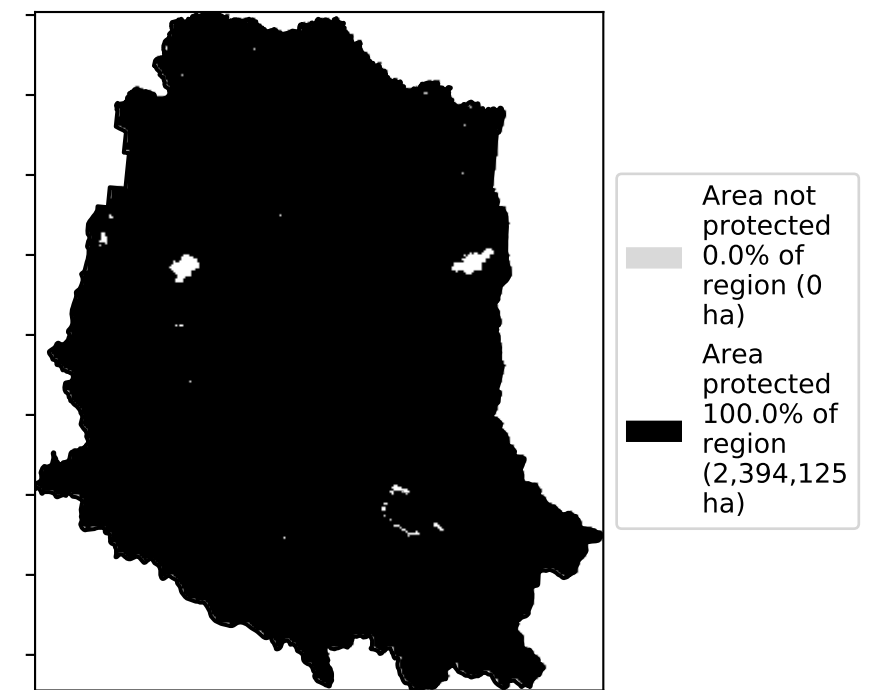 Area not
protected
0.0% of
region (0
ha)
Area
protected
100.0% of
region
(2,394,125
ha)